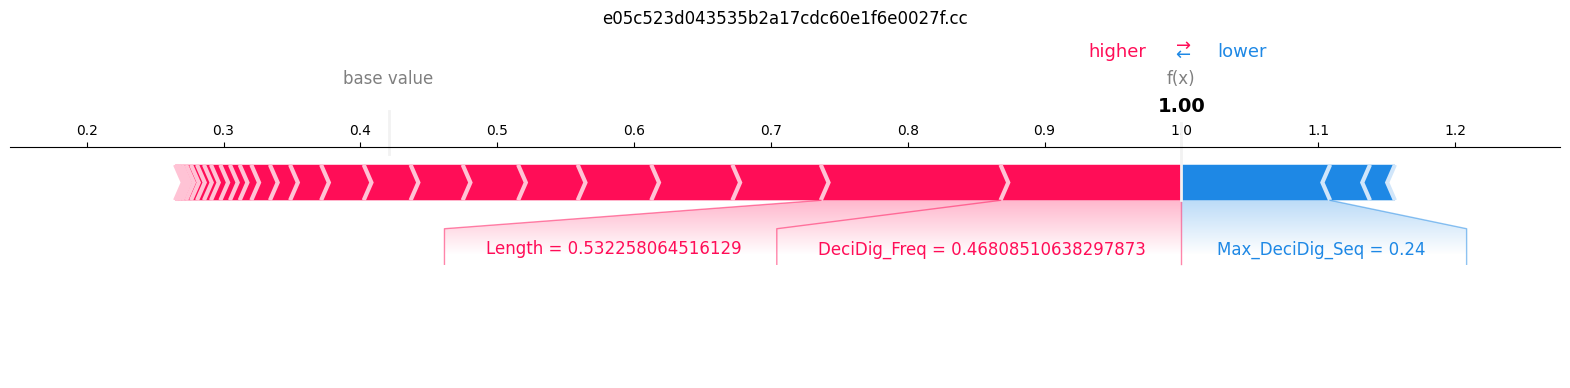 e05c523d043535b2a17cdc60e1f6e0027f.cc
higher ⇄ lower
base value f(x)
1.00
0.2 0.3 0.4 0.5 0.6 0.7 0.8 0.9 1.0 1.1 1.2
Length = 0.532258064516129 DeciDig_Freq = 0.46808510638297873 Max_DeciDig_Seq = 0.24